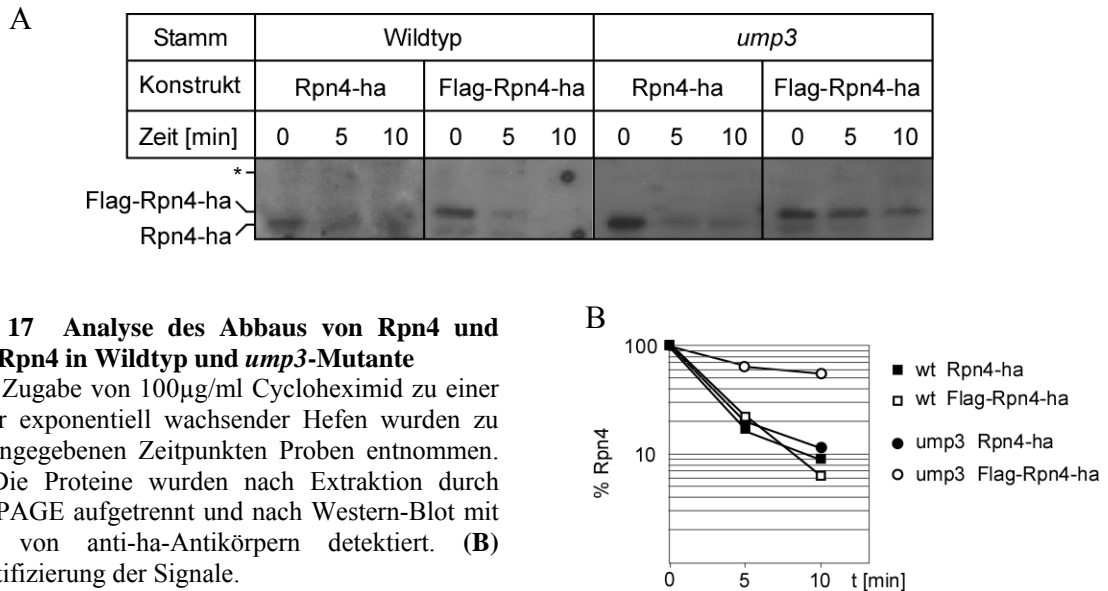 A
Stamm Wildtyp ump3
Konstrukt Rpn4-ha Flag-Rpn4-ha Rpn4-ha Flag-Rpn4-ha
Zeit [min] 0 5 10 0 5 10 0 5 10 0 5 10
*
Flag-Rpn4-ha
Rpn4-ha
17 Analyse des Abbaus von Rpn4 und
Rpn4 in Wildtyp und ump3-Mutante
Zugabe von 100µg/ml Cycloheximid zu einer
exponentiell wachsender Hefen wurden zu
ngegebenen Zeitpunkten Proben entnommen.
Die Proteine wurden nach Extraktion durch
PAGE aufgetrennt und nach Western-Blot mit
von anti-ha-Antikörpern detektiert. (B)
tifizierung der Signale.
B
100
10
% Rpn4
0 5 10 t [min]
wt Rpn4-ha
wt Flag-Rpn4-ha
ump3 Rpn4-ha
ump3 Flag-Rpn4-ha